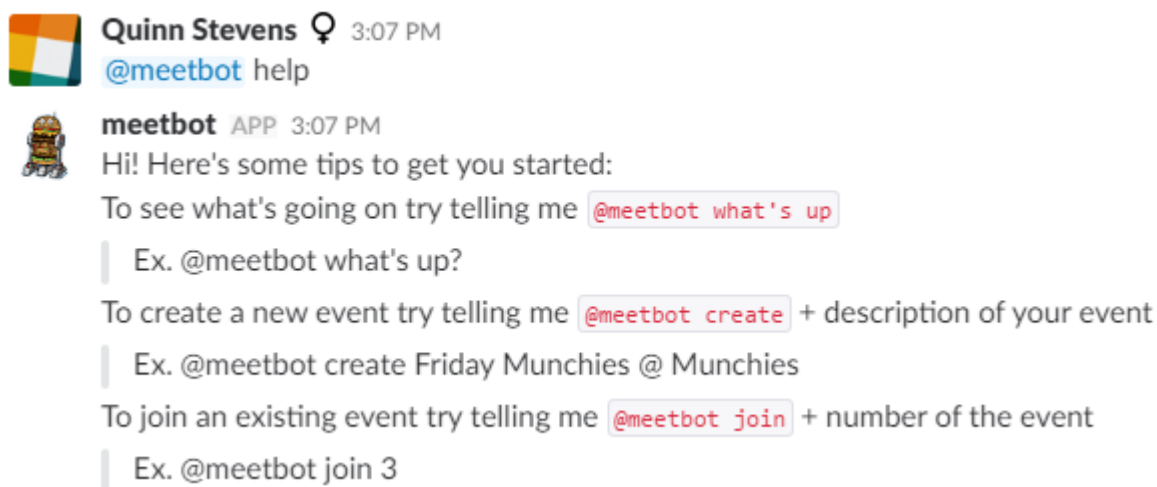 Quinn Stevens ♀ 3:07 PM
@meetbot help
meetbot APP 3:07 PM
Hi! Here's some tips to get you started:
To see what's going on try telling me @meetbot what's up
Ex. @meetbot what's up?
To create a new event try telling me @meetbot create + description of your event
Ex. @meetbot create Friday Munchies @ Munchies
To join an existing event try telling me @meetbot join + number of the event
Ex. @meetbot join 3